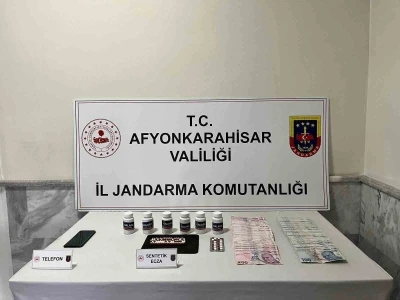 T.C.
AFYONKARAHİSAR
VALİLİĞİ
İL JANDARMA KOMUTANLIĞI
TELEFON
SENTETİK
ECZA